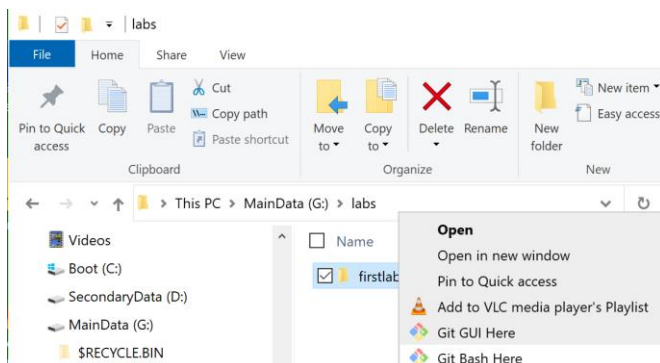 labs
File Home Share View
Pin to Quick access
Copy
Paste
Cut
Copy path
Paste shortcut
Move to
Copy to
Delete
Rename
New folder
New item
Easy access
Clipboard Organize New
This PC > MainData (G:) > labs
Videos
Boot (C:)
SecondaryData (D:)
MainData (G:)
$RECYCLE.BIN
Name
firstlab
Open
Open in new window
Pin to Quick access
Add to VLC media player's Playlist
Git GUI Here
Git Bash Here